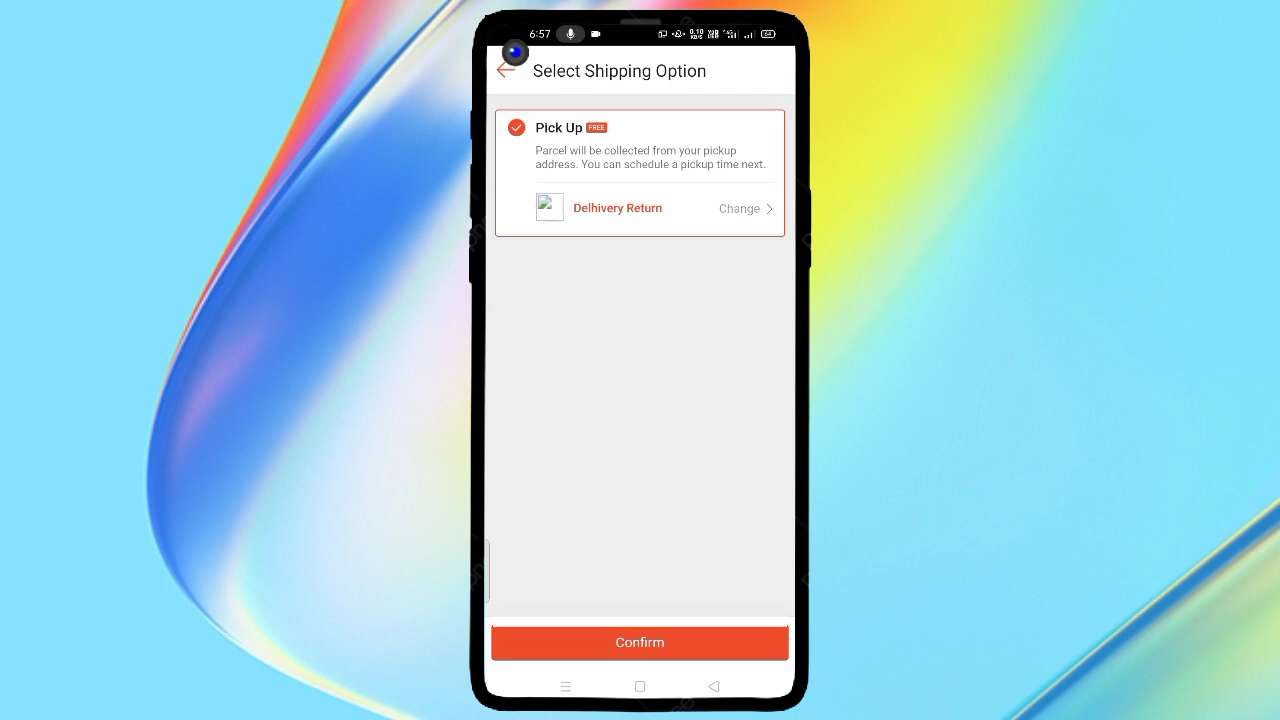 6:57
Select Shipping Option
Pick Up FREE
Parcel will be collected from your pickup
address. You can schedule a pickup time next.
Delhivery Return Change
Confirm